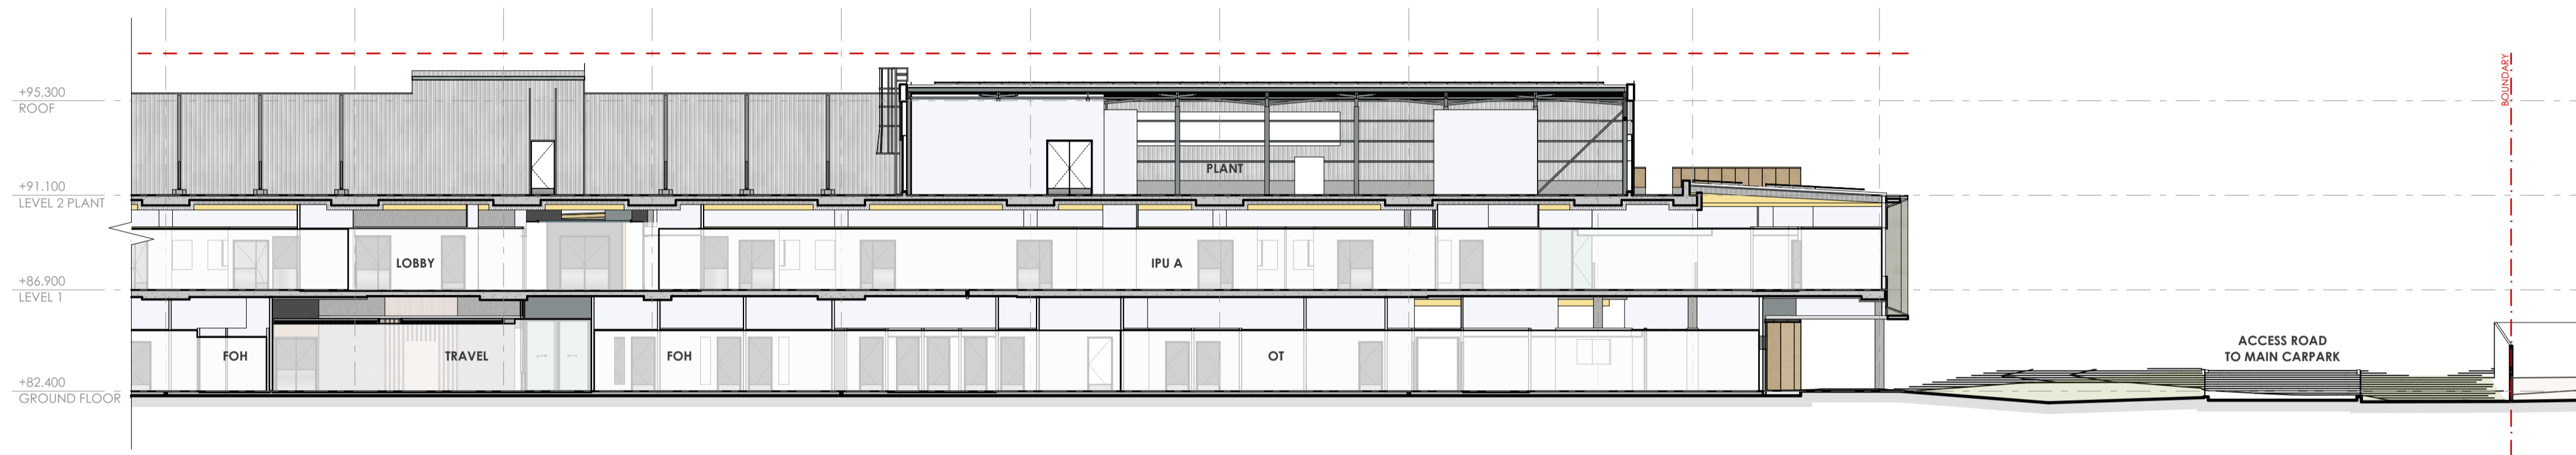 BOUNDARY
+95.300
ROOF
PLANT
+91.100
LEVEL 2 PLANT
LOBBY
IPU A
+86.900
LEVEL 1
ACCESS ROAD
TO MAIN CARPARK
FOH
TRAVEL
FOH
OT
+82.400
GROUND FLOOR